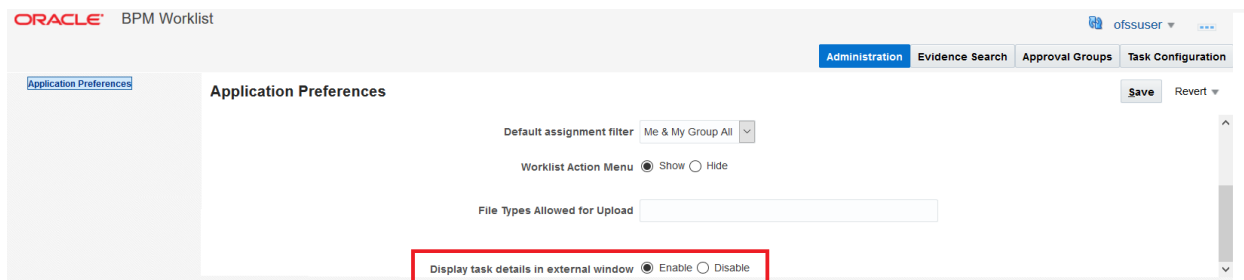 ORACLE® BPM Worklist
ofssuser
Administration Evidence Search Approval Groups Task Configuration
Application Preferences
Application Preferences
Save Revert
Default assignment filter Me & My Group All
Worklist Action Menu Show Hide
File Types Allowed for Upload
Display task details in external window Enable Disable